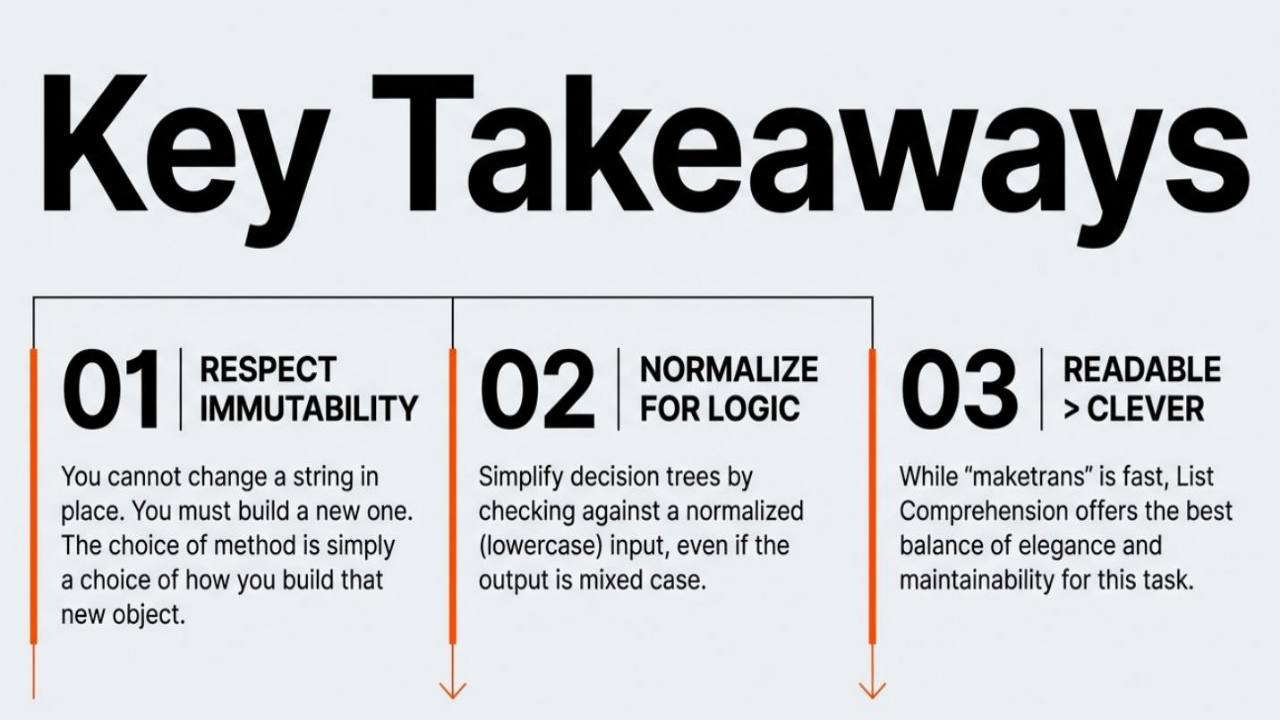 Key Takeaways
01
RESPECT
IMMUTABILITY
You cannot change a string in
place. You must build a new one.
The choice of method is simply
a choice of how you build that
new object.
02
NORMALIZE
FOR LOGIC
Simplify decision trees by
checking against a normalized
(lowercase) input, even if the
output is mixed case.
03
READABLE
> CLEVER
While “maketrans” is fast, List
Comprehension offers the best
balance of elegance and
maintainability for this task.